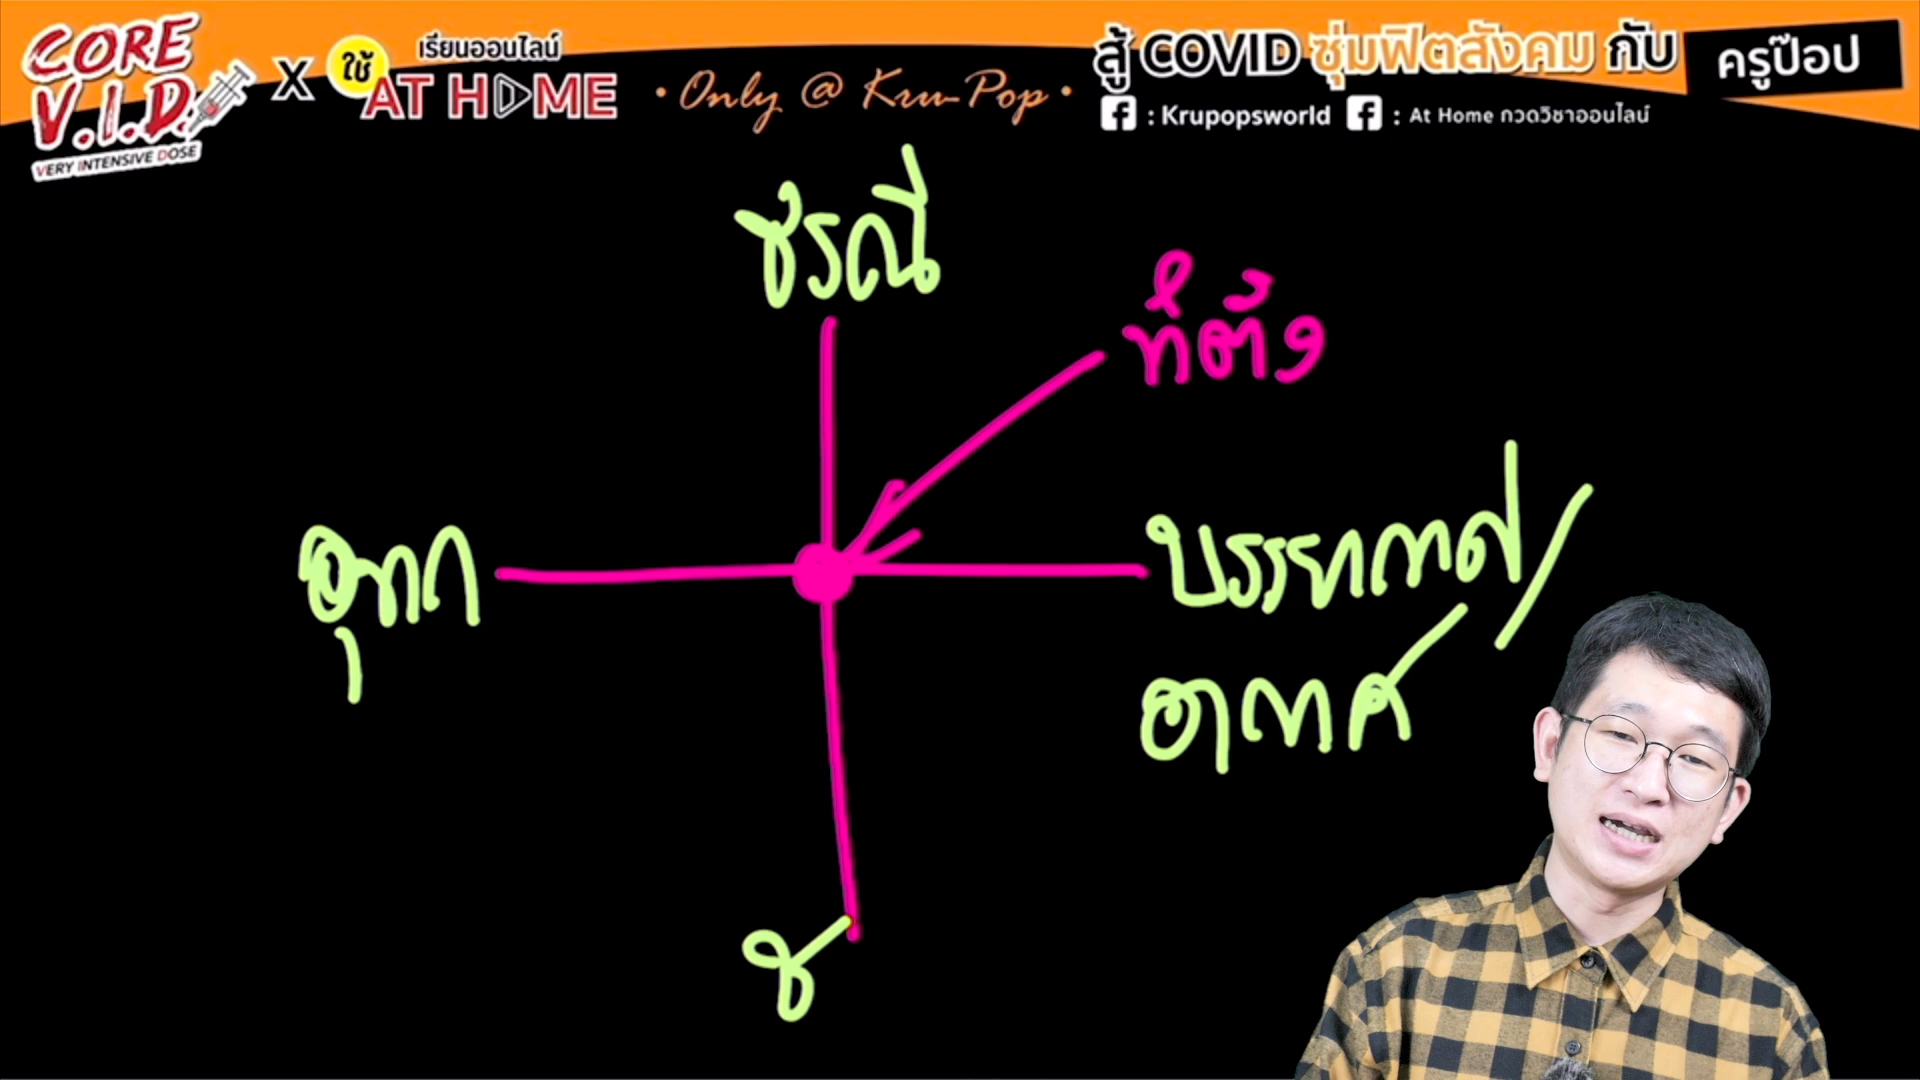 CORE
V.I.D.
VERY INTENSIVE DOSE
X
ใช้
เรียนออนไลน์
AT HOME
• Only @ Kru-Pop •
สู้ COVID ซุ่มฟิตสังคม กับ ครูป๊อป
f : Krupopsworld f : At Home กวดวิชาออนไลน์
ธรณี
ที่ตั้ง
อุทก
บรรยากาศ/
อากาศ
ช